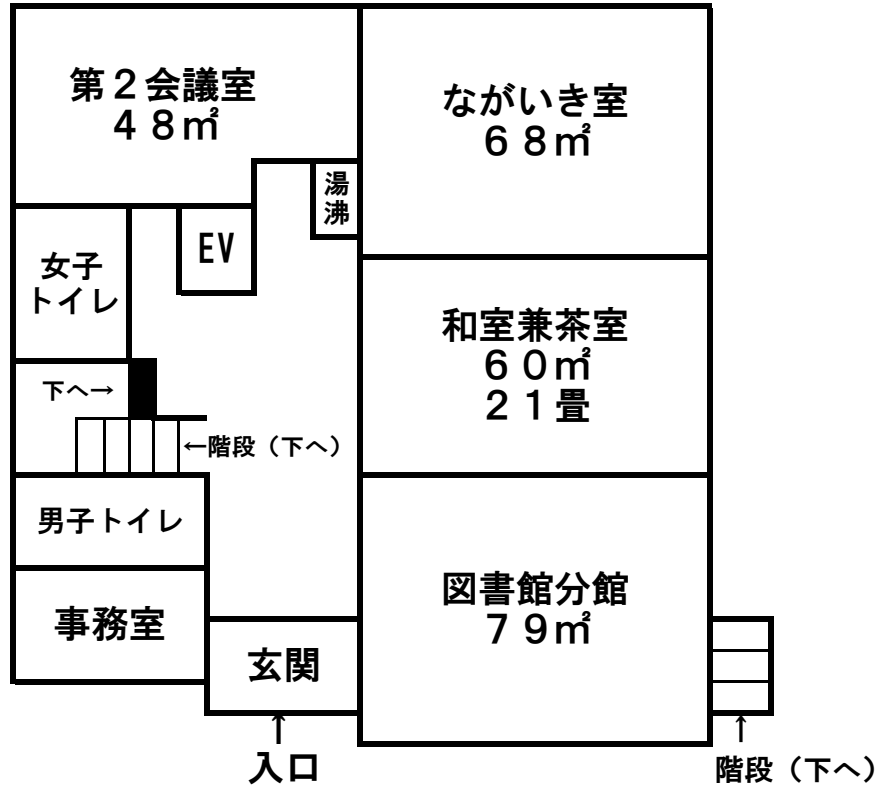 第２会議室
４８㎡
ながいき室
６８㎡
湯
沸
EV
女子
トイレ
和室兼茶室
６０㎡
２１畳
下へ→
←階段（下へ）
男子トイレ
図書館分館
７９㎡
事務室
玄関
↑
入口
↑
階段（下へ）